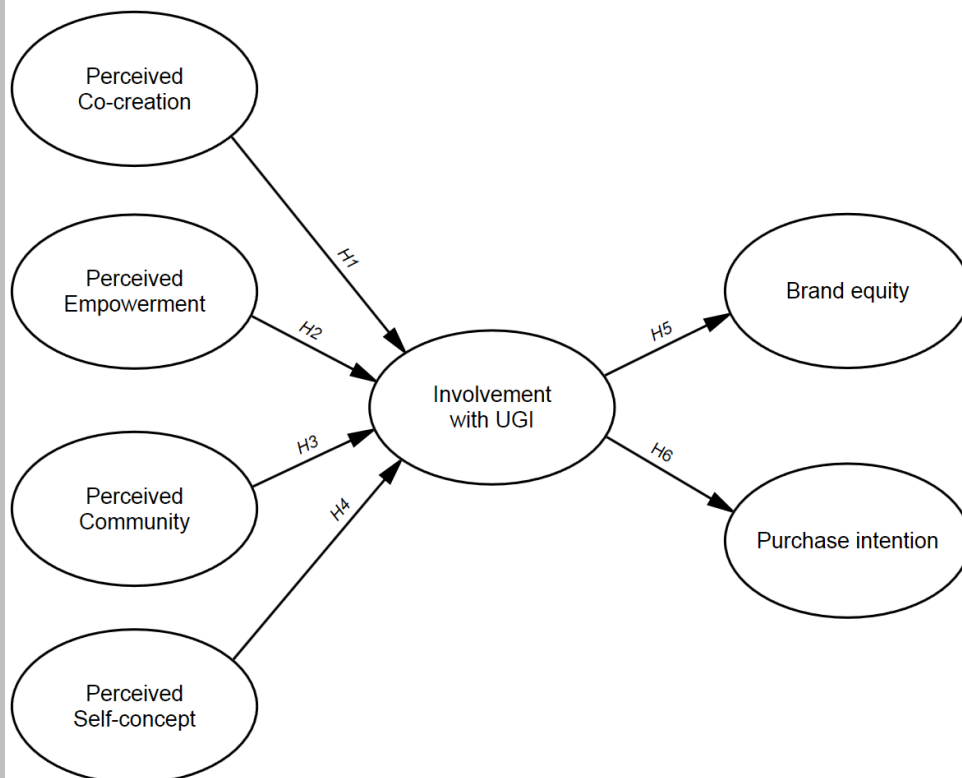 Perceived
Co-creation
H1
Perceived
Empowerment
H2
Perceived
Community
H3
Perceived
Self-concept
H4
Involvement
with UGI
H5
Brand equity
H6
Purchase intention